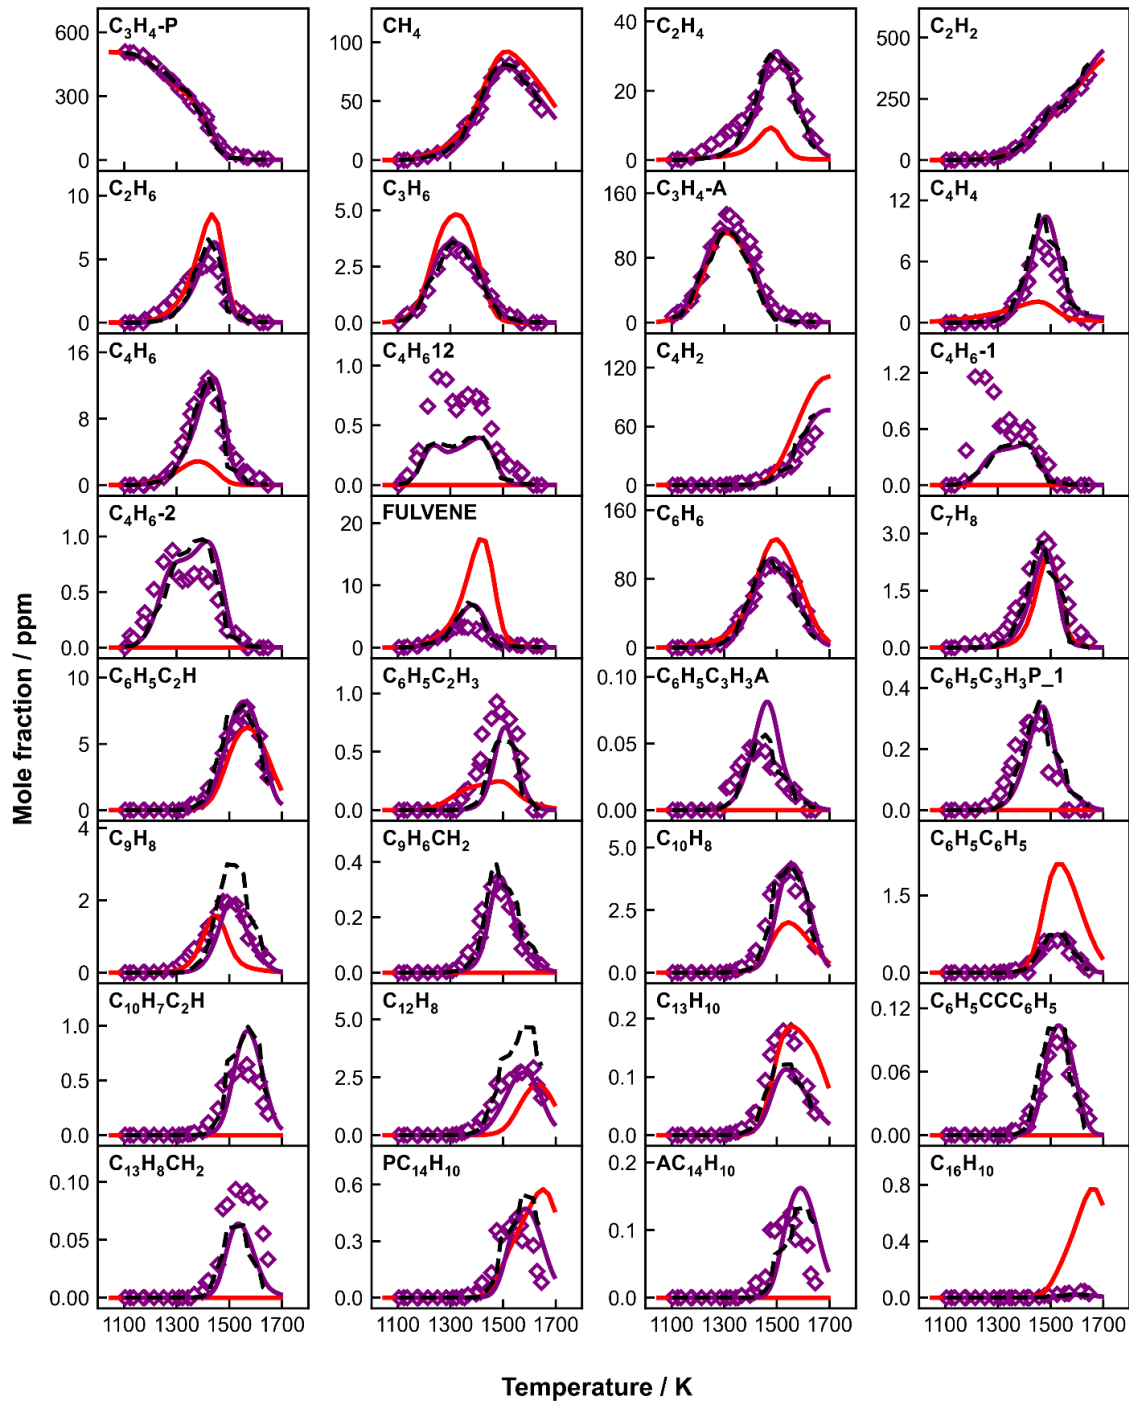 Mole fraction / ppm
C₃H₄-P
600
300
0
CH₄
100
50
0
C₂H₄
40
20
0
C₂H₂
500
250
0
C₂H₆
10
5
0
C₃H₆
5.0
2.5
0.0
C₃H₄-A
160
80
0
C₄H₄
12
6
0
C₄H₆
16
8
0
C₄H₆12
1.0
0.5
0.0
C₄H₂
120
60
0
C₄H₆-1
1.2
0.6
0.0
C₄H₆-2
1.0
0.5
0.0
FULVENE
20
10
0
C₆H₆
160
80
0
C₇H₈
3.0
1.5
0.0
C₆H₅C₂H
10
5
0
C₆H₅C₂H₃
1.0
0.5
0.0
C₆H₅C₃H₃A
0.10
0.05
0.00
C₆H₅C₃H₃P_1
0.4
0.2
0.0
C₉H₈
4
2
0
C₉H₆CH₂
0.4
0.2
0.0
C₁₀H₈
5.0
2.5
0.0
C₆H₅C₆H₅
1.5
0.0
C₁₀H₇C₂H
1.0
0.5
0.0
C₁₂H₈
5.0
2.5
0.0
C₁₃H₁₀
0.2
0.1
0.0
C₆H₅CCC₆H₅
0.12
0.06
0.00
C₁₃H₈CH₂
0.10
0.05
0.00
PC₁₄H₁₀
0.6
0.3
0.0
AC₁₄H₁₀
0.2
0.1
0.0
C₁₆H₁₀
0.8
0.4
0.0
1100 1300 1500 1700
1100 1300 1500 1700
1100 1300 1500 1700
1100 1300 1500 1700
Temperature / K